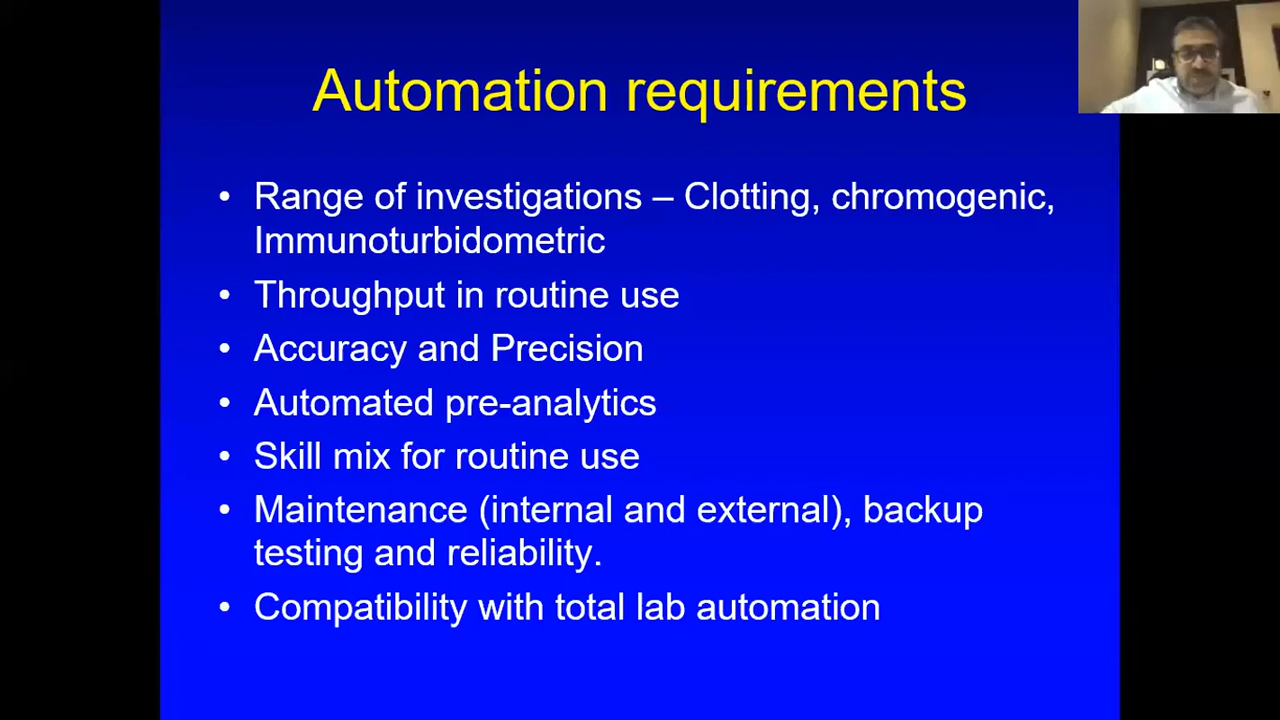 Automation requirements
• Range of investigations – Clotting, chromogenic,
Immunoturbidometric
• Throughput in routine use
• Accuracy and Precision
• Automated pre-analytics
• Skill mix for routine use
• Maintenance (internal and external), backup
testing and reliability.
• Compatibility with total lab automation